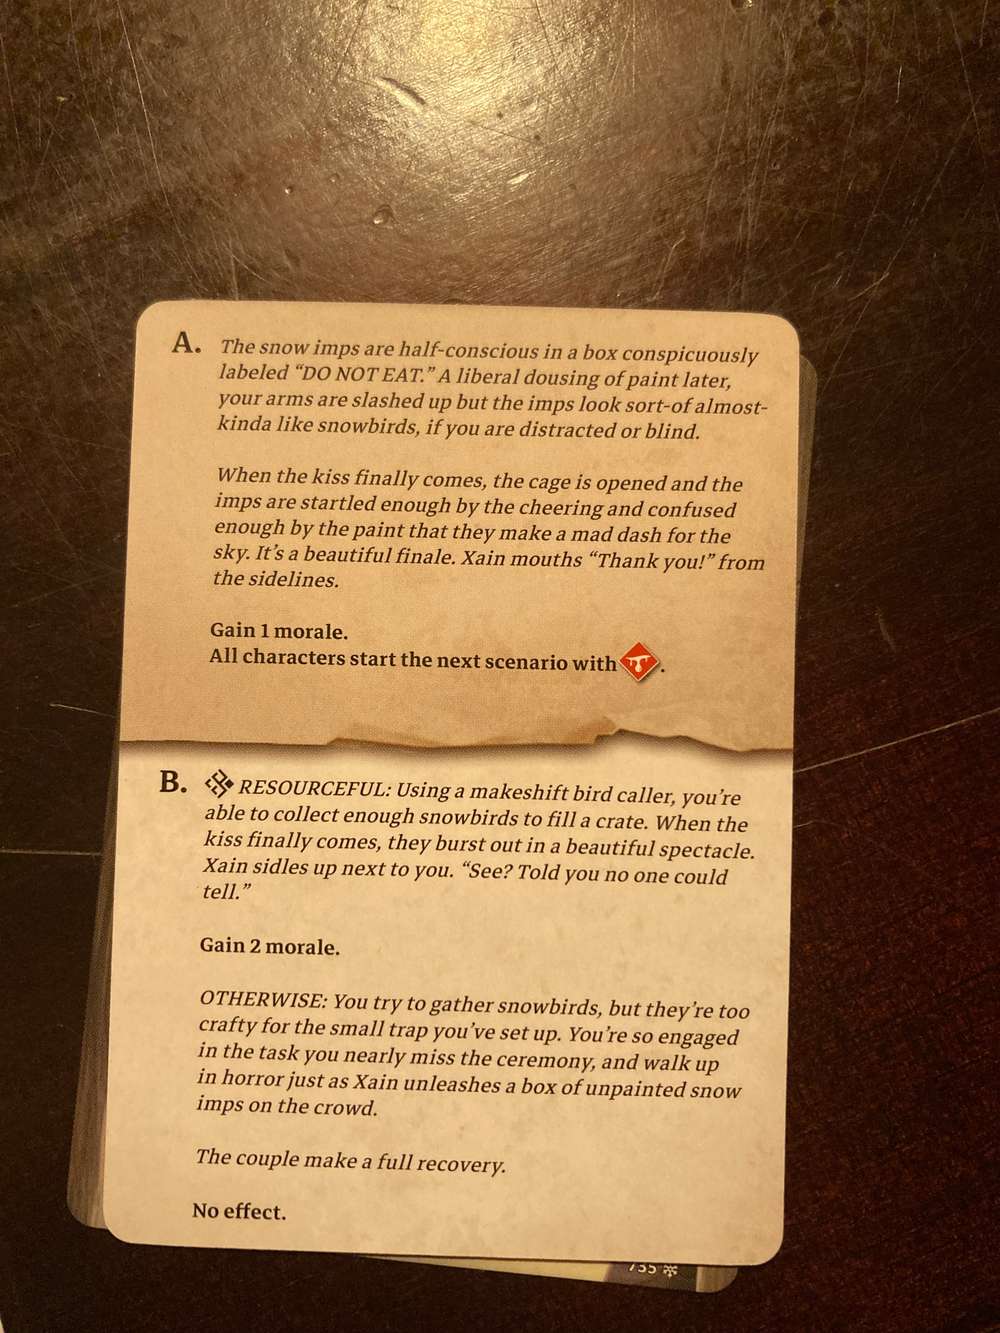 A. The snow imps are half-conscious in a box conspicuously
labeled “DO NOT EAT.” A liberal dousing of paint later,
your arms are slashed up but the imps look sort-of almost-
kinda like snowbirds, if you are distracted or blind.
When the kiss finally comes, the cage is opened and the
imps are startled enough by the cheering and confused
enough by the paint that they make a mad dash for the
sky. It’s a beautiful finale. Xain mouths “Thank you!” from
the sidelines.
Gain 1 morale.
All characters start the next scenario with .
B. RESOURCEFUL: Using a makeshift bird caller, you’re
able to collect enough snowbirds to fill a crate. When the
kiss finally comes, they burst out in a beautiful spectacle.
Xain sidles up next to you. “See? Told you no one could
tell.”
Gain 2 morale.
OTHERWISE: You try to gather snowbirds, but they’re too
crafty for the small trap you’ve set up. You’re so engaged
in the task you nearly miss the ceremony, and walk up
in horror just as Xain unleashes a box of unpainted snow
imps on the crowd.
The couple make a full recovery.
No effect.
735